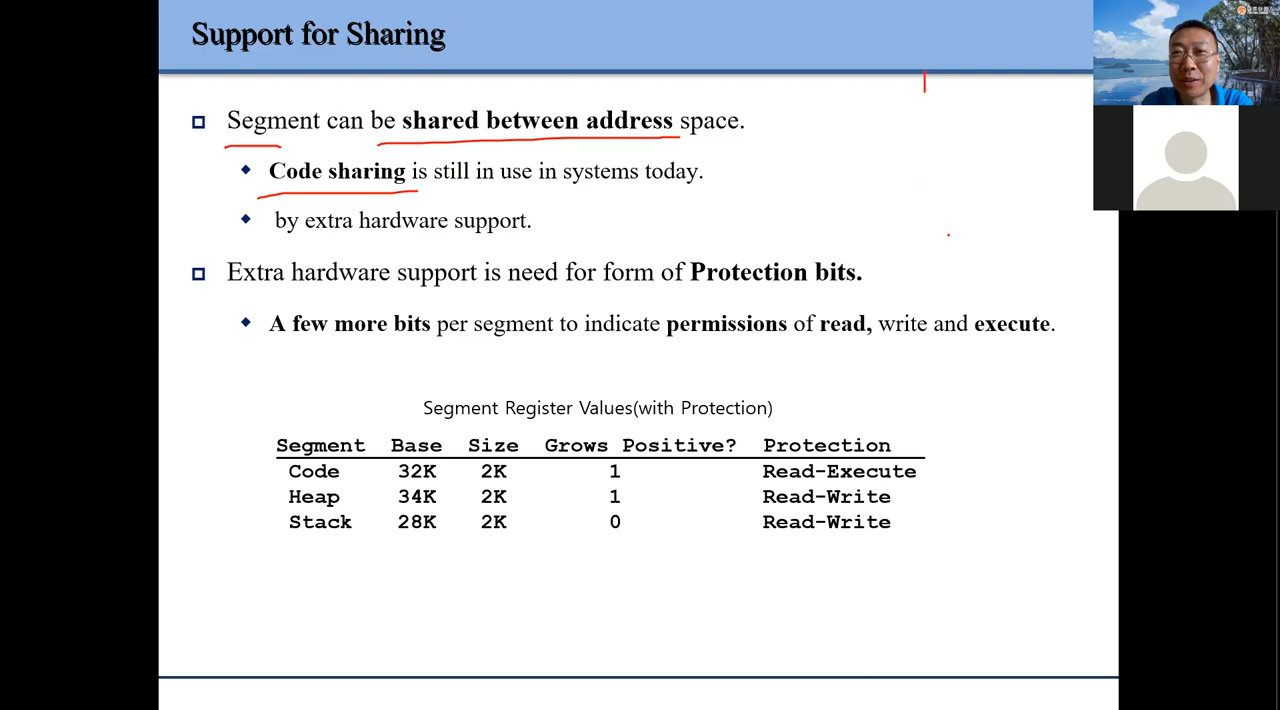 Support for Sharing
Segment can be shared between address space.
Code sharing is still in use in systems today.
by extra hardware support.
Extra hardware support is need for form of Protection bits.
A few more bits per segment to indicate permissions of read, write and execute.
Segment Register Values(with Protection)
Segment Base Size Grows Positive? Protection
Code 32K 2K 1 Read-Execute
Heap 34K 2K 1 Read-Write
Stack 28K 2K 0 Read-Write